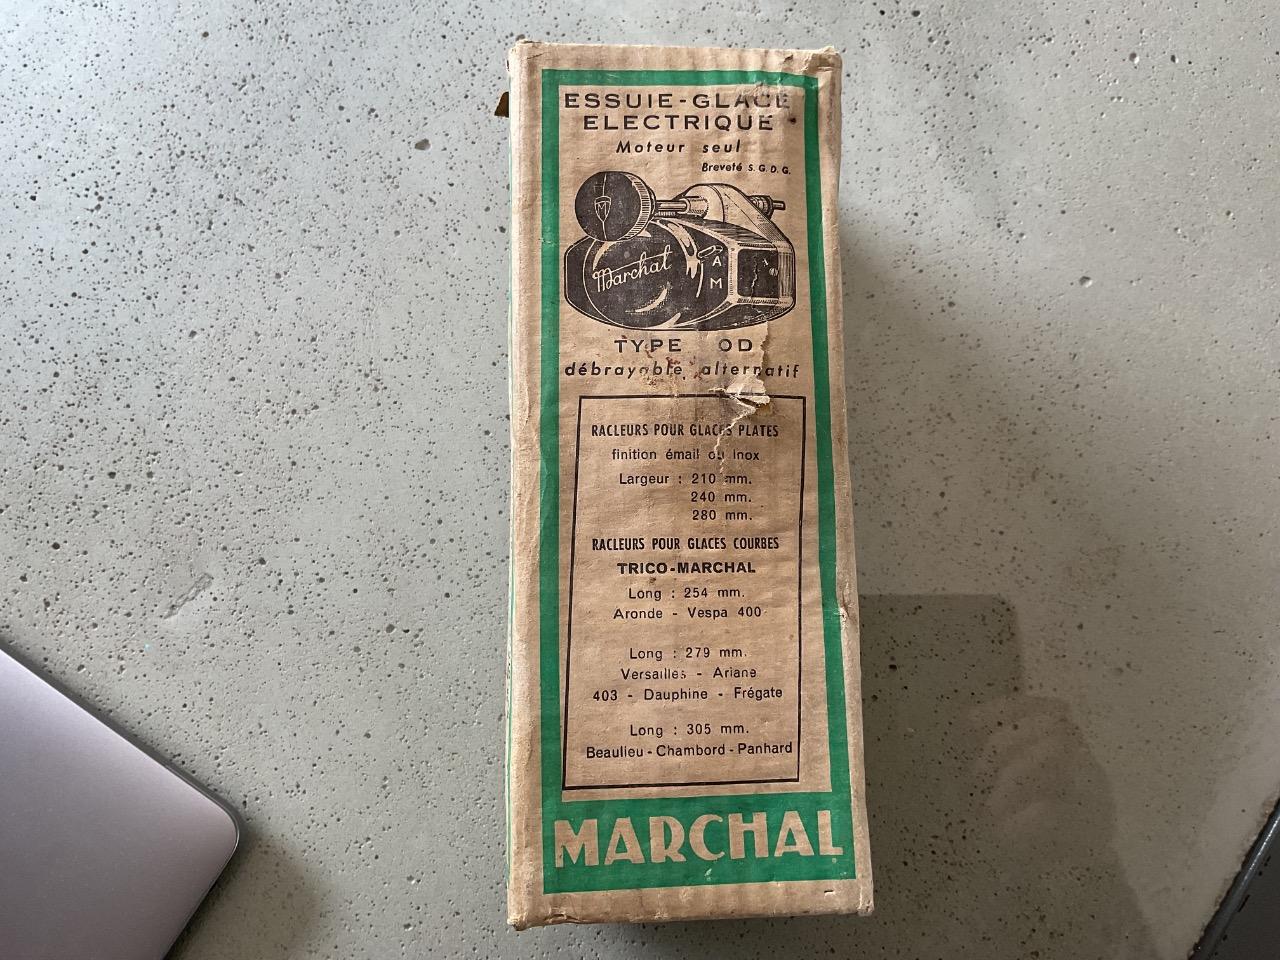 ESSUIE-GLACE
ELECTRIQUE
Moteur seul
Breveté S.G.D.G.
M
Marchal
A
M
TYPE OD
débrayable alternatif
RACLEURS POUR GLACES PLATES
finition émail ou inox
Largeur : 210 mm.
240 mm.
280 mm.
RACLEURS POUR GLACES COURBES
TRICO-MARCHAL
Long : 254 mm.
Aronde - Vespa 400
Long : 279 mm.
Versailles - Ariane
403 - Dauphine - Frégate
Long : 305 mm.
Beaulieu - Chambord - Panhard
MARCHAL